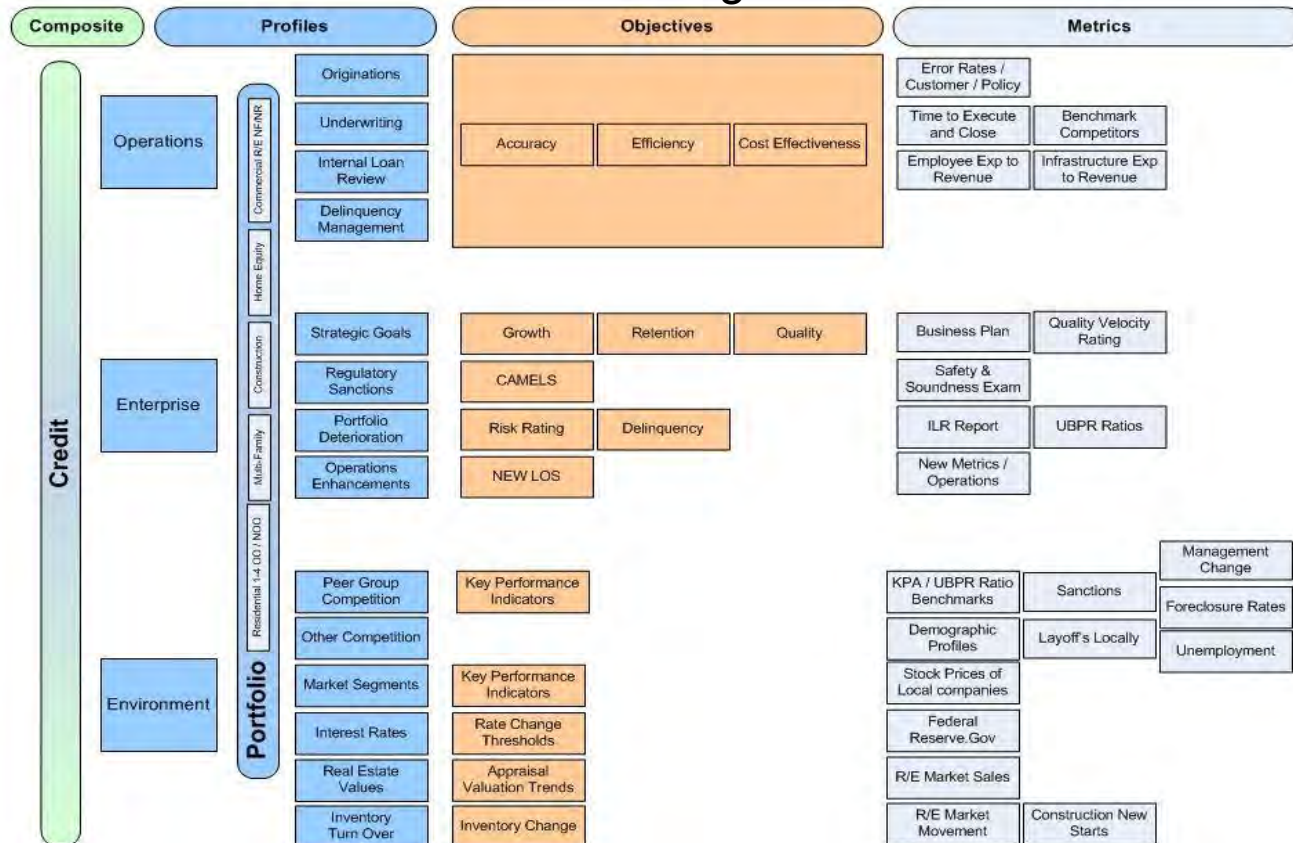 Composite
Profiles
Objectives
Metrics
Credit
Operations
Enterprise
Environment
Portfolio
Commercial R/E NF/NR
Home Equity
Construction
Multi-Family
Residential 1-4 OO / NOO
Originations
Underwriting
Internal Loan
Review
Delinquency
Management
Accuracy
Efficiency
Cost Effectiveness
Error Rates /
Customer / Policy
Time to Execute
and Close
Benchmark
Competitors
Employee Exp to
Revenue
Infrastructure Exp
to Revenue
Strategic Goals
Growth
Retention
Quality
Business Plan
Quality Velocity
Rating
Regulatory
Sanctions
CAMELS
Safety &
Soundness Exam
Portfolio
Deterioration
Risk Rating
Delinquency
ILR Report
UBPR Ratios
Operations
Enhancements
NEW LOS
New Metrics /
Operations
Peer Group
Competition
Key Performance
Indicators
KPA / UBPR Ratio
Benchmarks
Sanctions
Management
Change
Foreclosure Rates
Other Competition
Demographic
Profiles
Layoff's Locally
Unemployment
Market Segments
Key Performance
Indicators
Stock Prices of
Local companies
Interest Rates
Rate Change
Thresholds
Federal
Reserve.Gov
Real Estate
Values
Appraisal
Valuation Trends
R/E Market Sales
Inventory
Turn Over
Inventory Change
R/E Market
Movement
Construction New
Starts